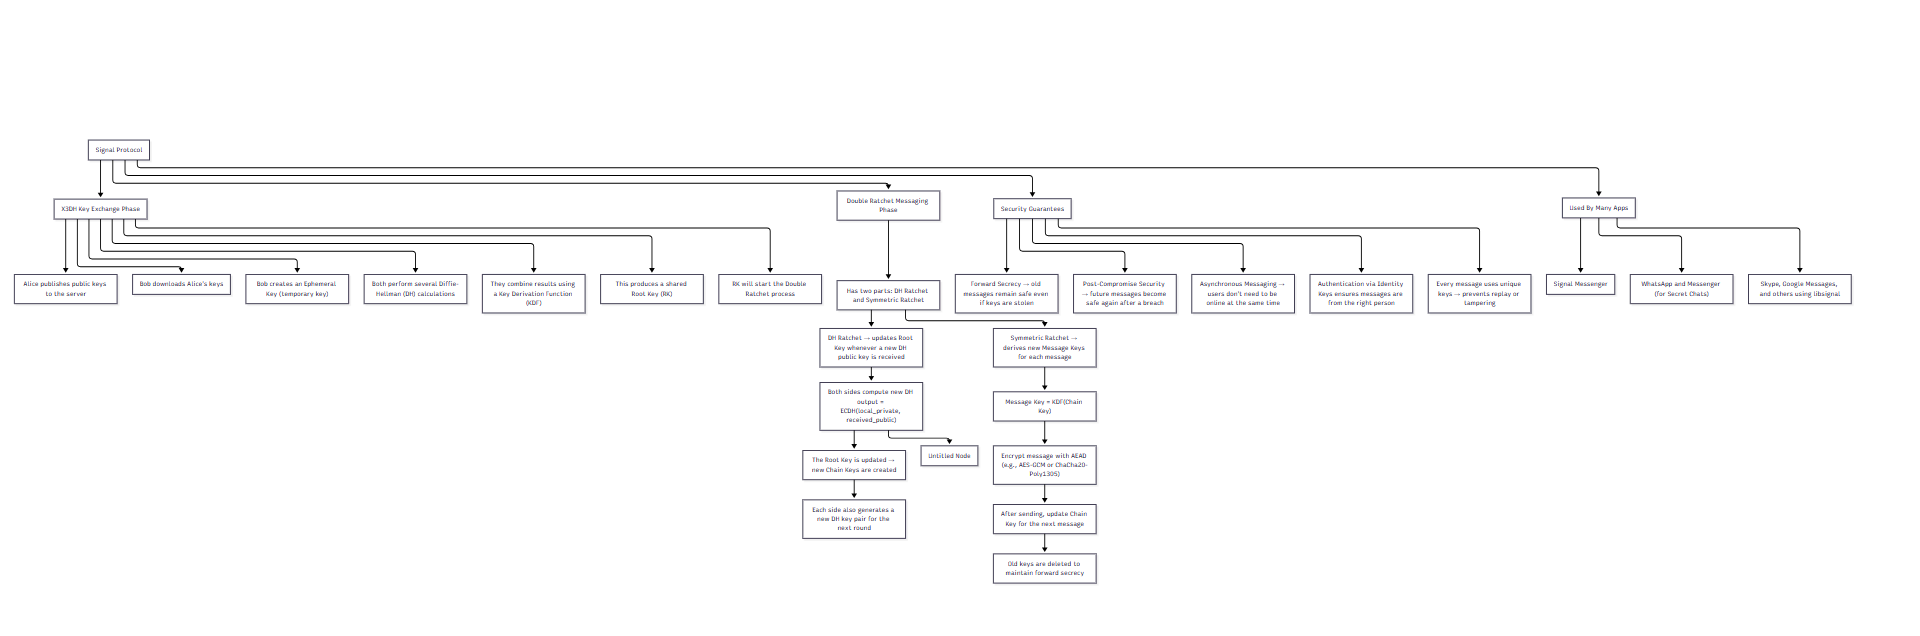 Signal Protocol
X3DH Key Exchange Phase
Double Ratchet Messaging
Phase
Security Guarantees
Used By Many Apps
Alice publishes public keys
to the server
Bob downloads Alice's keys
Bob creates an Ephemeral
Key (temporary key)
Both perform several Diffie-
Hellman (DH) calculations
They combine results using
a Key Derivation Function
(KDF)
This produces a shared
Root Key (RK)
RK will start the Double
Ratchet process
Has two parts: DH Ratchet
and Symmetric Ratchet
Forward Secrecy → old
messages remain safe even
if keys are stolen
Post-Compromise Security
→ future messages become
safe again after a breach
Asynchronous Messaging →
users don't need to be
online at the same time
Authentication via Identity
Keys ensures messages are
from the right person
Every message uses unique
keys → prevents replay or
tampering
Signal Messenger
WhatsApp and Messenger
(for Secret Chats)
Skype, Google Messages,
and others using libsignal
DH Ratchet → updates Root
Key whenever a new DH
public key is received
Symmetric Ratchet →
derives new Message Keys
for each message
Both sides compute new DH
output =
ECDH(local_private,
received_public)
Message Key = KDF(Chain
Key)
The Root Key is updated →
new Chain Keys are created
Untitled Node
Encrypt message with AEAD
(e.g., AES-GCM or ChaCha20-
Poly1305)
Each side also generates a
new DH key pair for the
next round
After sending, update Chain
Key for the next message
Old keys are deleted to
maintain forward secrecy